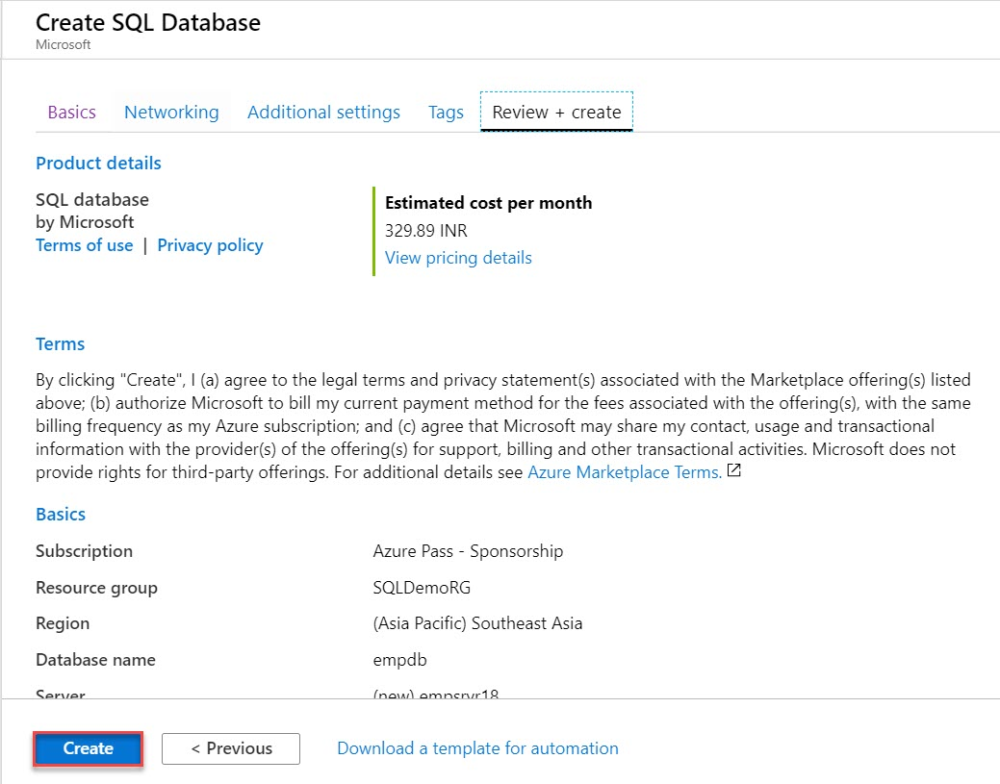 Create SQL Database
Microsoft
Basics Networking Additional settings Tags Review + create
Product details
SQL database
by Microsoft
Terms of use | Privacy policy
Estimated cost per month
329.89 INR
View pricing details
Terms
By clicking "Create", I (a) agree to the legal terms and privacy statement(s) associated with the Marketplace offering(s) listed
above; (b) authorize Microsoft to bill my current payment method for the fees associated with the offering(s), with the same
billing frequency as my Azure subscription; and (c) agree that Microsoft may share my contact, usage and transactional
information with the provider(s) of the offering(s) for support, billing and other transactional activities. Microsoft does not
provide rights for third-party offerings. For additional details see Azure Marketplace Terms.
Basics
Subscription Azure Pass - Sponsorship
Resource group SQLDemoRG
Region (Asia Pacific) Southeast Asia
Database name empdb
Server (new) empsrvr18
Create < Previous Download a template for automation